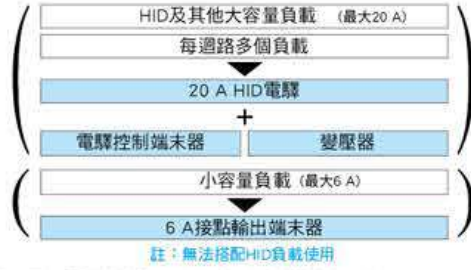 HID及其他大容量負載 (最大20 A)
每迴路多個負載
20 A HID電驛
+
電驛控制端末器 變壓器
小容量負載 (最大6 A)
6 A接點輸出端末器
註：無法搭配HID負載使用